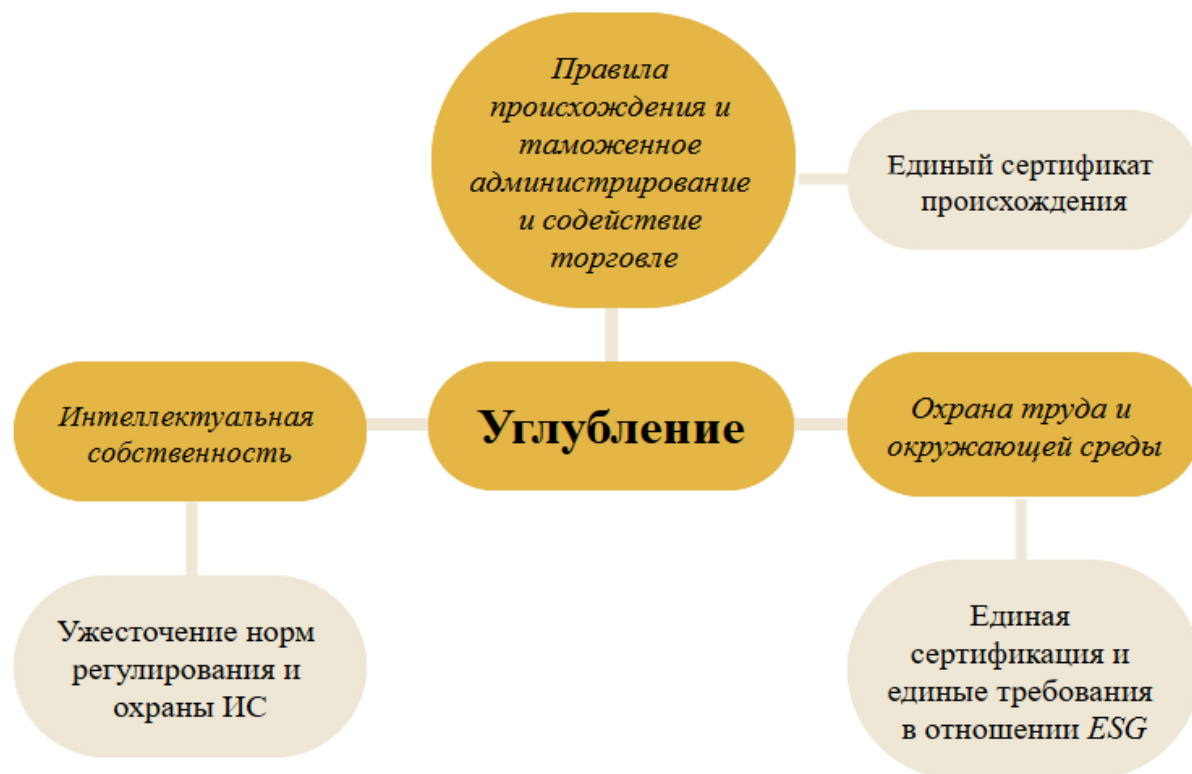 Правила
происхождения и
таможенное
администрирование
и содействие
торговле
Единый сертификат
происхождения
Интеллектуальная
собственность
Углубление
Охрана труда и
окружающей среды
Ужесточение норм
регулирования и
охраны ИС
Единая
сертификация и
единые требования
в отношении ESG